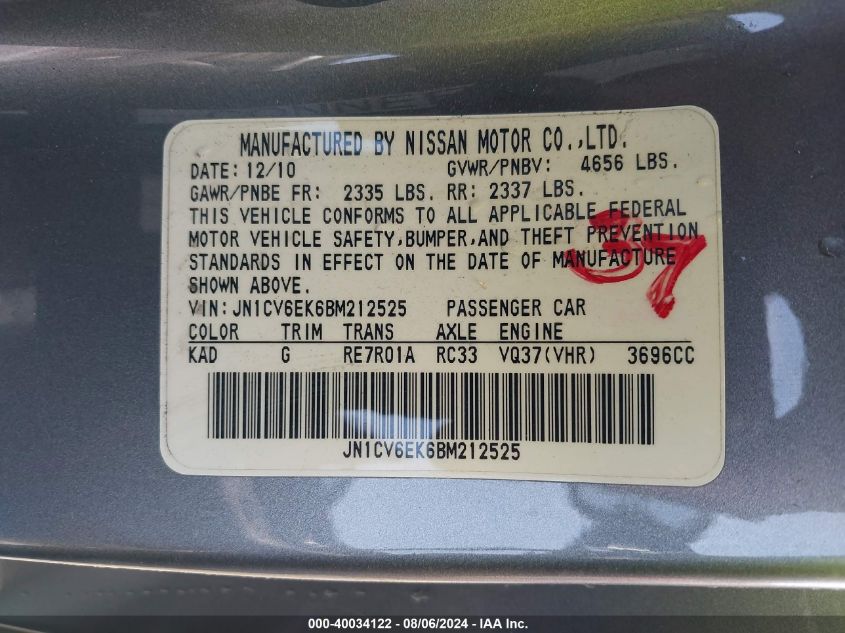 MANUFACTURED BY NISSAN MOTOR CO.,LTD.
DATE:12/10 GVWR/PNBV: 4656 LBS.
GAWR/PNBE FR: 2335 LBS. RR: 2337 LBS.
THIS VEHICLE CONFORMS TO ALL APPLICABLE FEDERAL
MOTOR VEHICLE SAFETY,BUMPER,AND THEFT PREVENTION
STANDARDS IN EFFECT ON THE DATE OF MANUFACTURE
SHOWN ABOVE.
37
VIN:JN1CV6EK6BM212525 PASSENGER CAR
COLOR TRIM TRANS AXLE ENGINE
KAD G RE7R01A RC33 VQ37(VHR) 3696CC
JN1CV6EK6BM212525
000-40034122 - 08/06/2024 - IAA Inc.